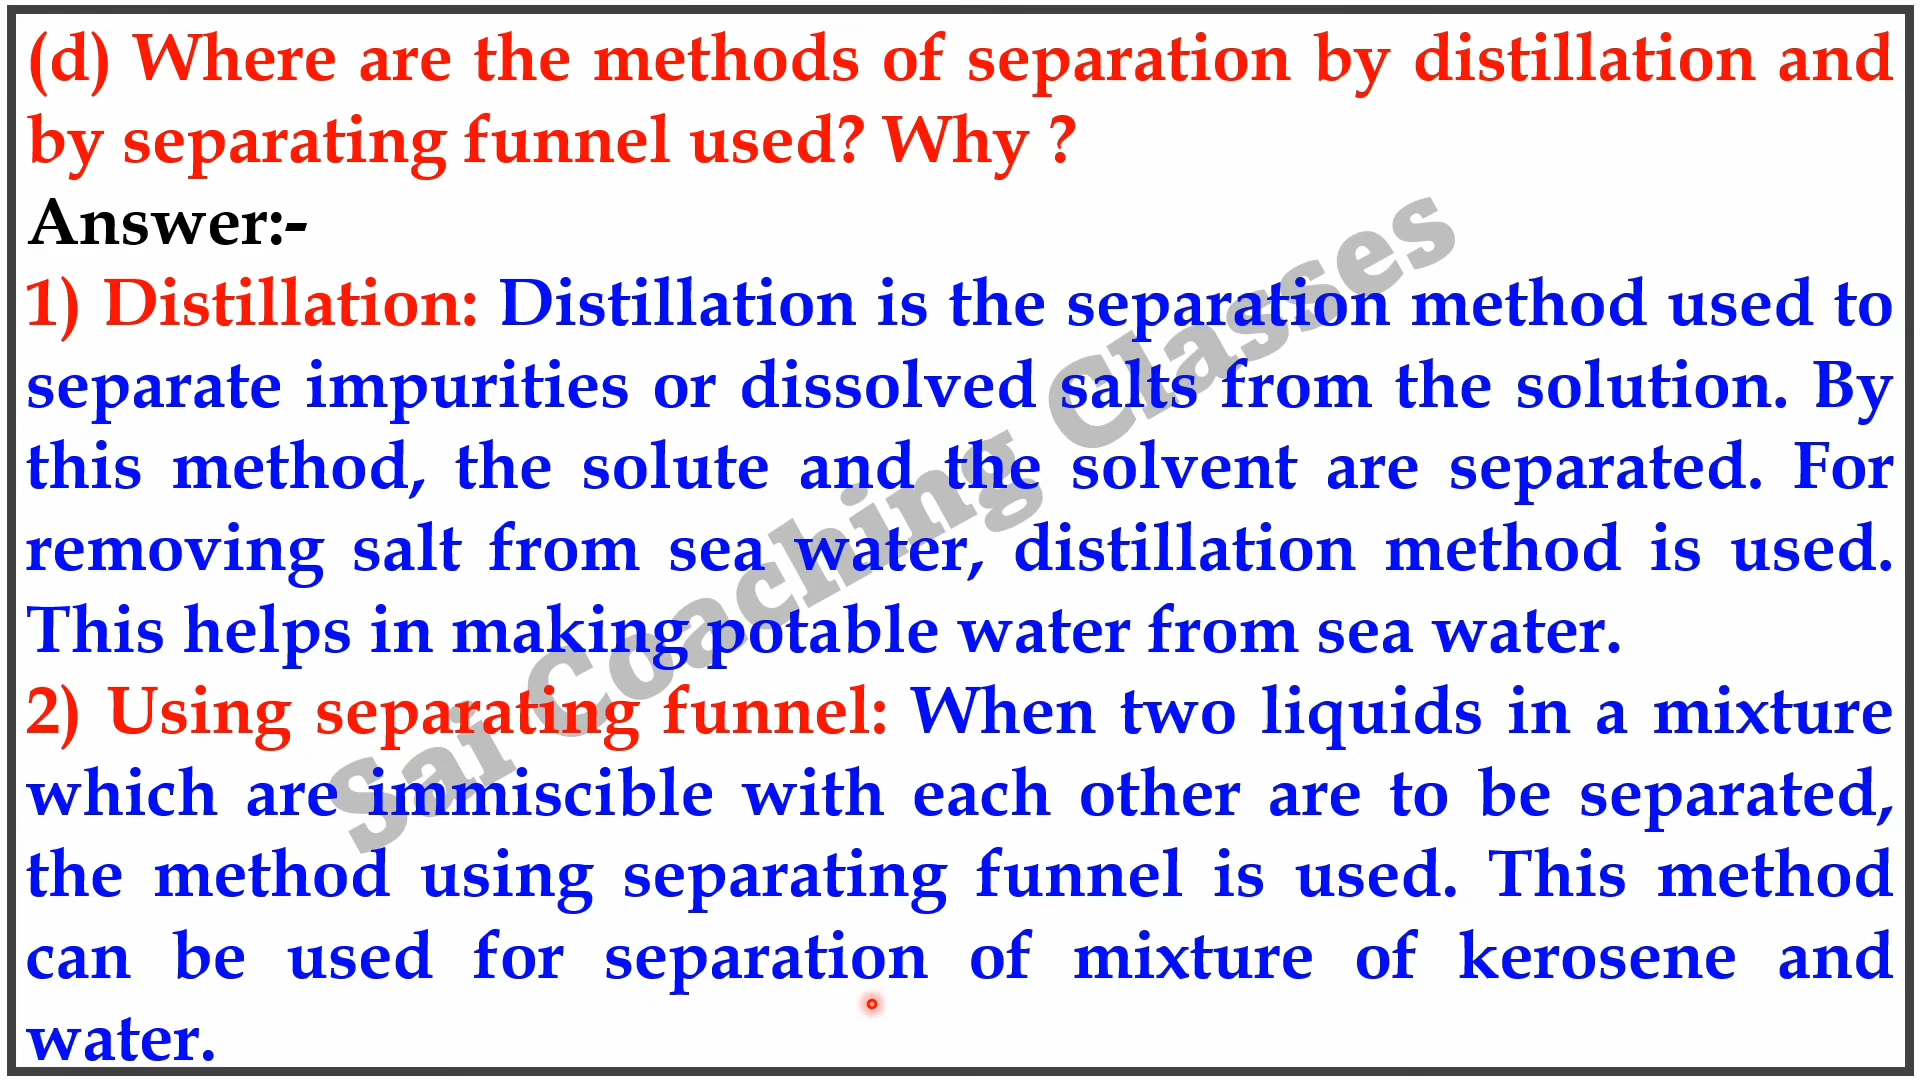 (d) Where are the methods of separation by distillation and
by separating funnel used? Why ?
Answer:-
1) Distillation: Distillation is the separation method used to
separate impurities or dissolved salts from the solution. By
this method, the solute and the solvent are separated. For
removing salt from sea water, distillation method is used.
This helps in making potable water from sea water.
2) Using separating funnel: When two liquids in a mixture
which are immiscible with each other are to be separated,
the method using separating funnel is used. This method
can be used for separation of mixture of kerosene and
water.
Sai Coaching Classes